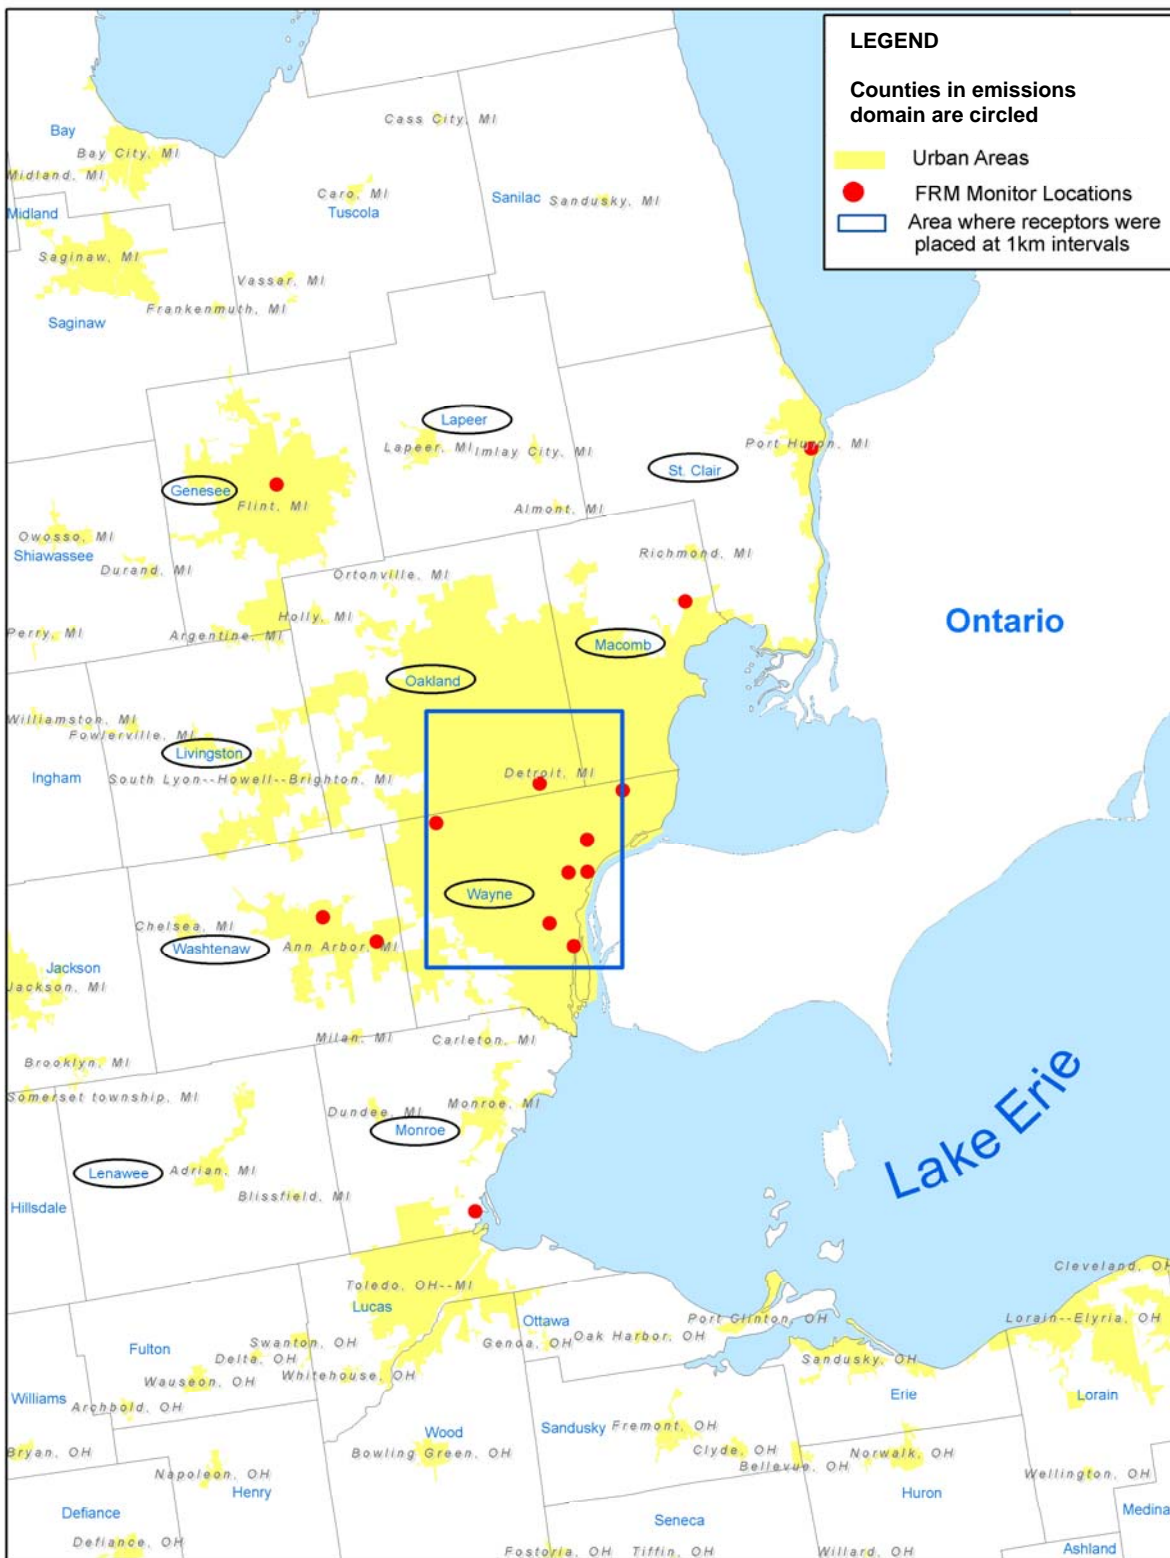 LEGEND
Counties in emissions
domain are circled
Urban Areas
FRM Monitor Locations
Area where receptors were
placed at 1km intervals
Bay
Bay City, MI
Midland, MI
Midland
Cass City, MI
Caro, MI
Tuscola
Sanilac
Sandusky, MI
Saginaw, MI
Vassar, MI
Frankenmuth, MI
Saginaw
Lapeer
Lapeer, MI
Imlay City, MI
Port Huron, MI
St. Clair
Genesee
Flint, MI
Almont, MI
Owosso, MI
Shiawassee
Durand, MI
Richmond, MI
Ortonville, MI
Holly, MI
Perry, MI
Argentine, MI
Ontario
Macomb
Oakland
Williamston, MI
Fowlerville, MI
Livingston
Ingham
South Lyon--Howell--Brighton, MI
Detroit, MI
Wayne
Chelsea, MI
Washtenaw
Ann Arbor, MI
Jackson
Jackson, MI
Milan, MI
Carleton, MI
Brooklyn, MI
Somerset township, MI
Dundee, MI
Monroe, MI
Monroe
Lake Erie
Lenawee
Adrian, MI
Blissfield, MI
Hillsdale
Cleveland, OH
Toledo, OH--MI
Lucas
Ottawa
Port Clinton, OH
Lorain--Elyria, OH
Fulton
Swanton, OH
Genoa, OH
Oak Harbor, OH
Delta, OH
Sandusky, OH
Wauseon, OH
Whitehouse, OH
Williams
Archbold, OH
Erie
Lorain
Sandusky
Fremont, OH
Wood
Bryan, OH
Bowling Green, OH
Clyde, OH
Norwalk, OH
Bellevue, OH
Napoleon, OH
Henry
Wellington, OH
Huron
Defiance
Seneca
Medina
Defiance, OH
Fostoria, OH
Tiffin, OH
Willard, OH
Ashland